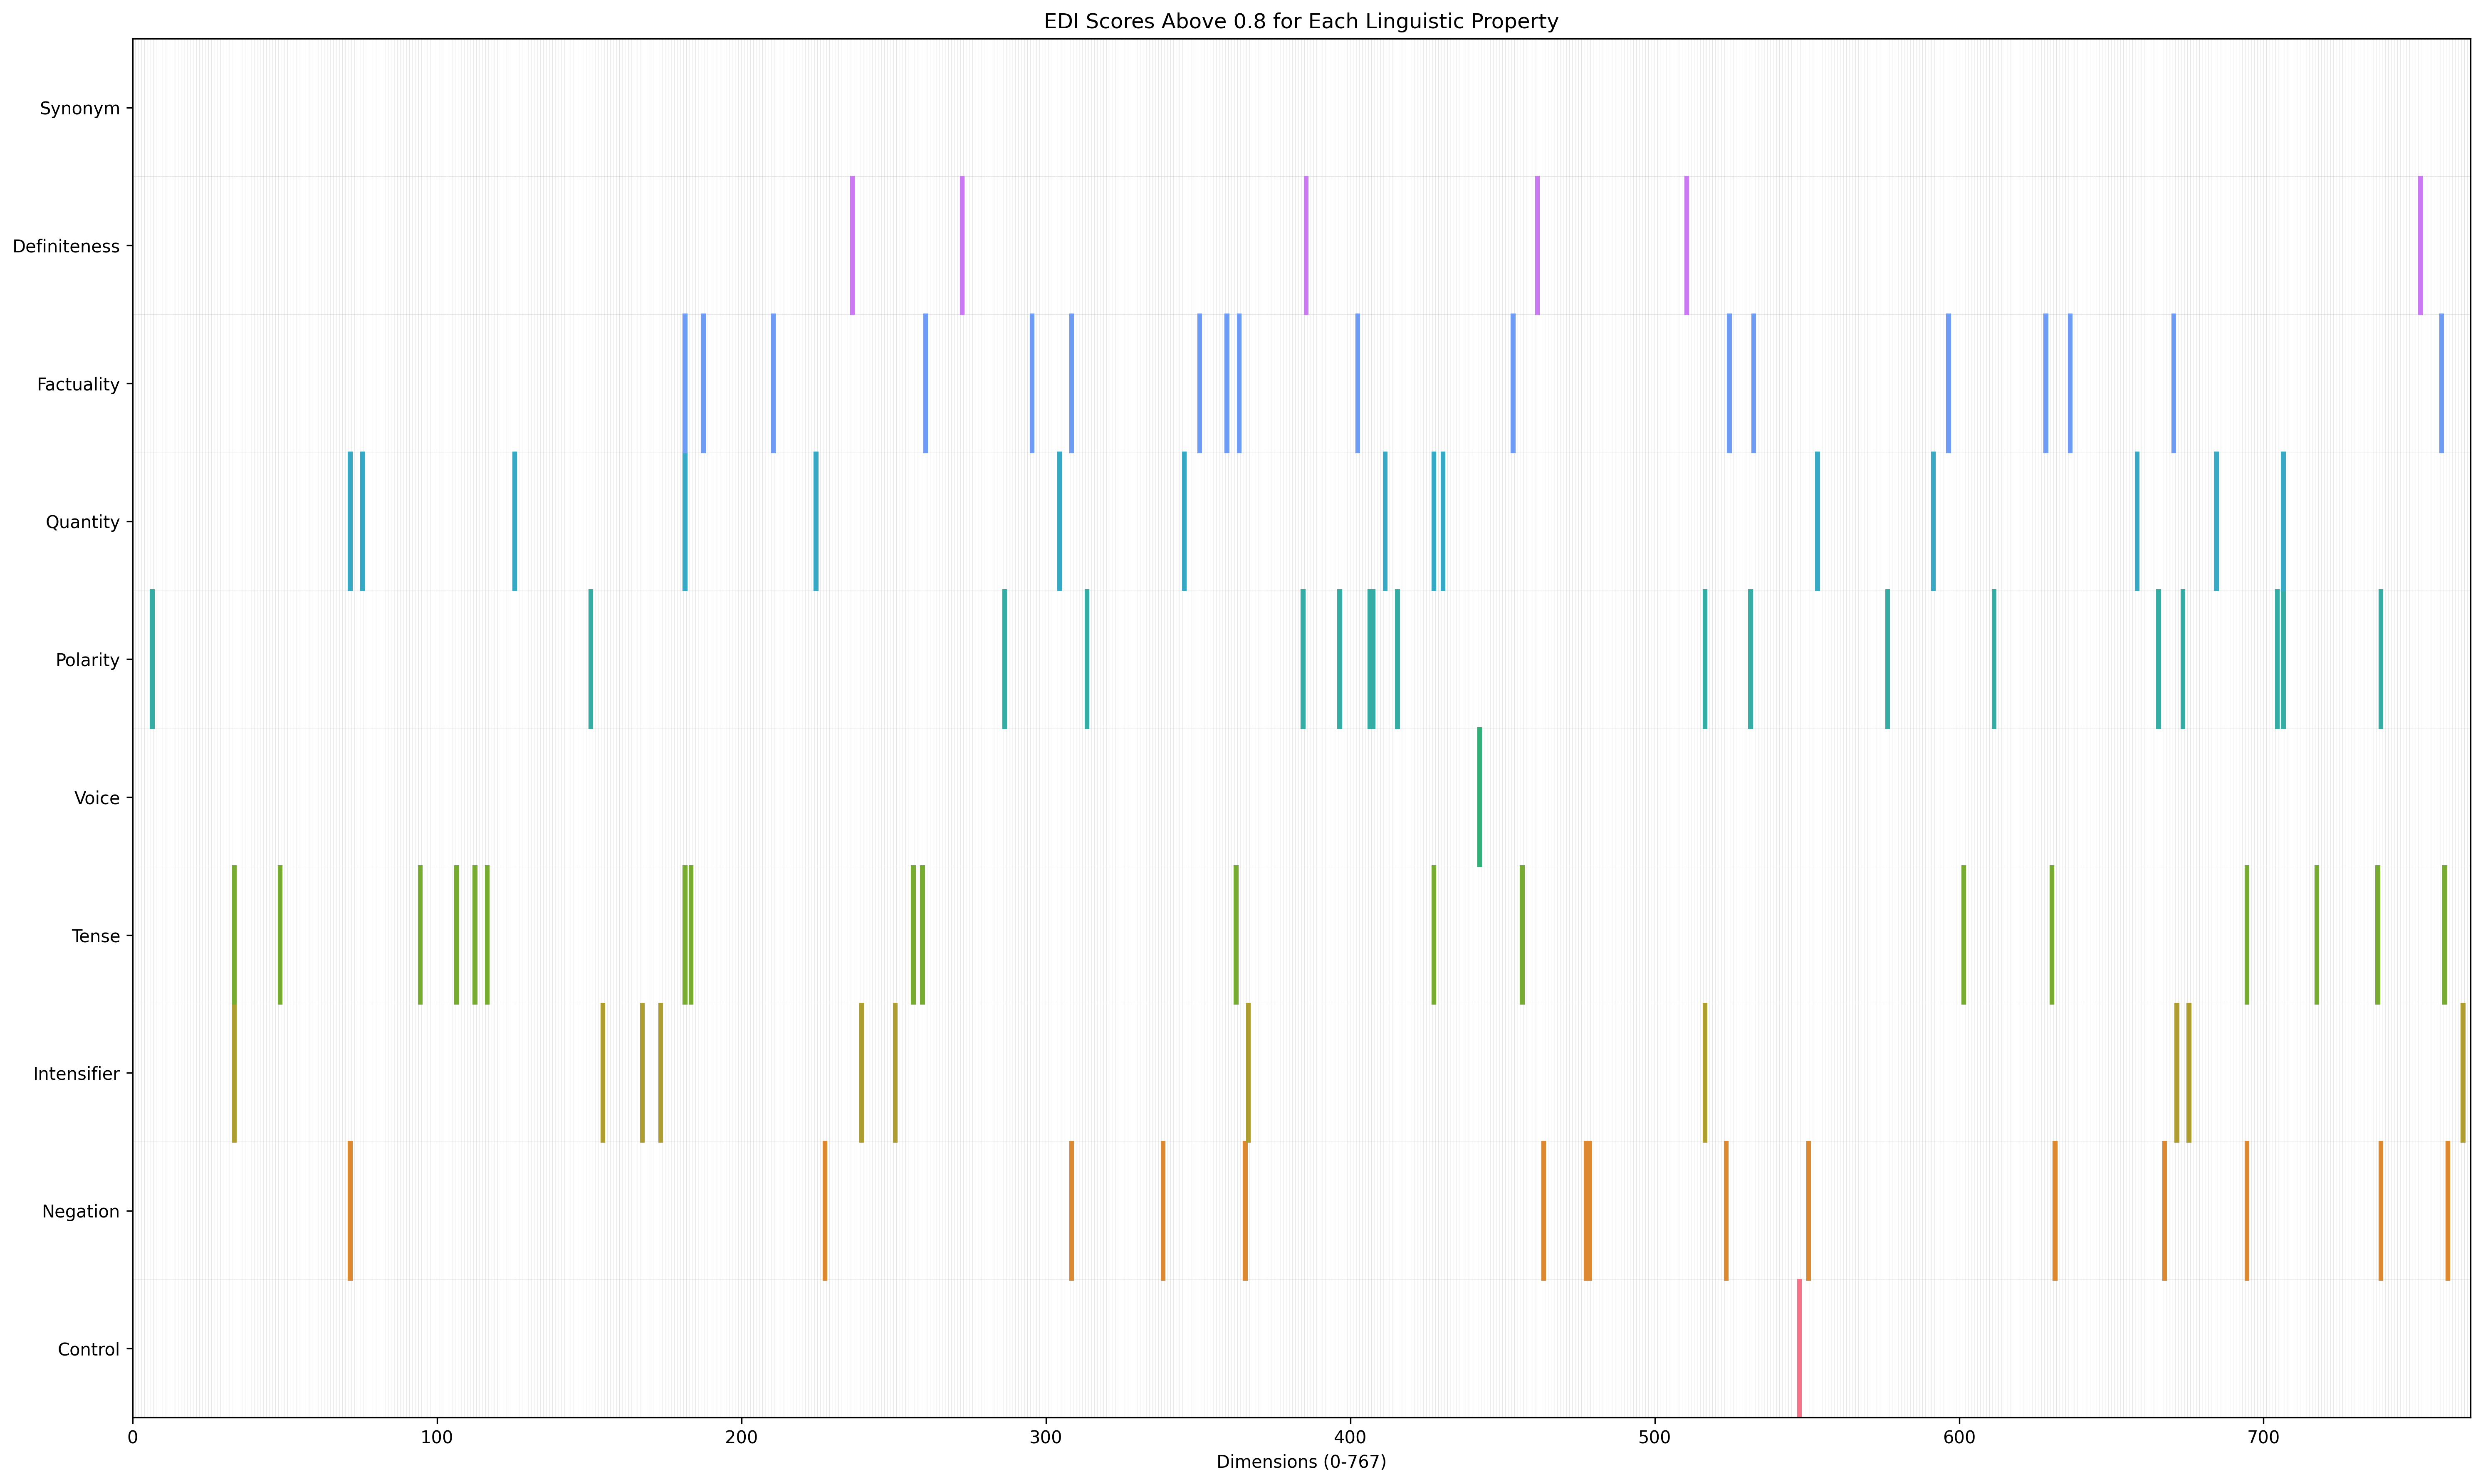 EDI Scores Above 0.8 for Each Linguistic Property
Synonym
Definiteness
Factuality
Quantity
Polarity
Voice
Tense
Intensifier
Negation
Control
0 100 200 300 400 500 600 700
Dimensions (0-767)